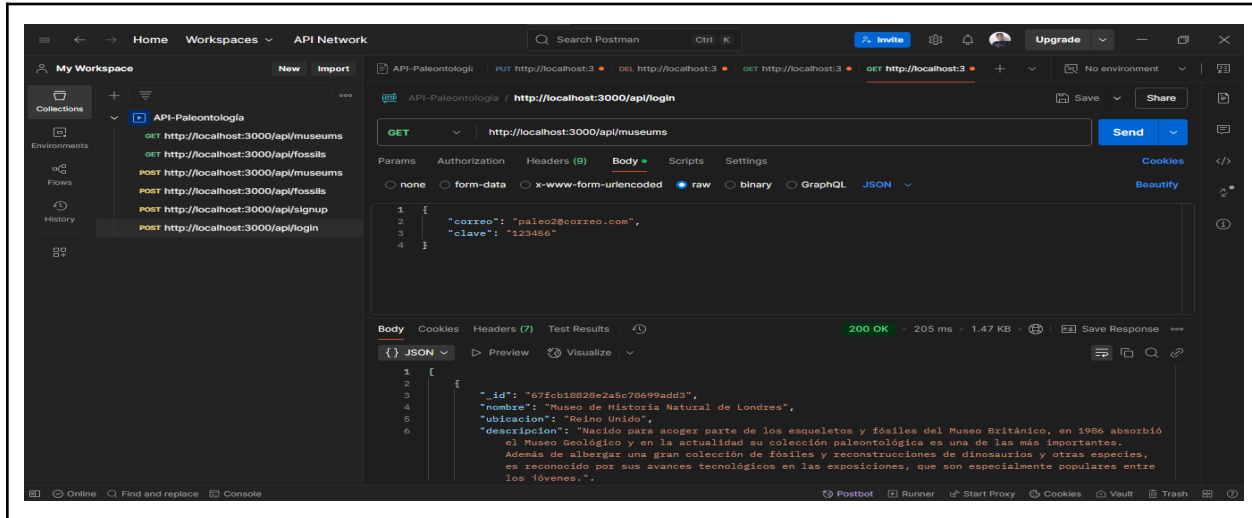 Home Workspaces API Network Search Postman Ctrl K Invite Upgrade
My Workspace New Import API-Paleontologí PUT http://localhost:3 DEL http://localhost:3 GET http://localhost:3 GET http://localhost:3 No environment
Collections
Environments
Flows
History
API-Paleontología
GET http://localhost:3000/api/museums
GET http://localhost:3000/api/fossils
POST http://localhost:3000/api/museums
POST http://localhost:3000/api/fossils
POST http://localhost:3000/api/signup
POST http://localhost:3000/api/login
HTTP API-Paleontología / http://localhost:3000/api/login Save Share
GET http://localhost:3000/api/museums Send
Params Authorization Headers (9) Body Scripts Settings Cookies
none form-data x-www-form-urlencoded raw binary GraphQL JSON Beautify
1 {
2 "correo": "paleo2@correo.com",
3 "clave": "123456"
4 }
Body Cookies Headers (7) Test Results 200 OK 205 ms 1.47 KB Save Response
{ } JSON Preview Visualize
1 [
2 {
3 "_id": "67fcb18828e2a5c78699add3",
4 "nombre": "Museo de Historia Natural de Londres",
5 "ubicacion": "Reino Unido",
6 "descripcion": "Nacido para acoger parte de los esqueletos y fósiles del Museo Británico, en 1986 absorbió
el Museo Geológico y en la actualidad su colección paleontológica es una de las más importantes.
Además de albergar una gran colección de fósiles y reconstrucciones de dinosaurios y otras especies,
es reconocido por sus avances tecnológicos en las exposiciones, que son especialmente populares entre
los jóvenes.",
Online Find and replace Console Postbot Runner Start Proxy Cookies Vault Trash